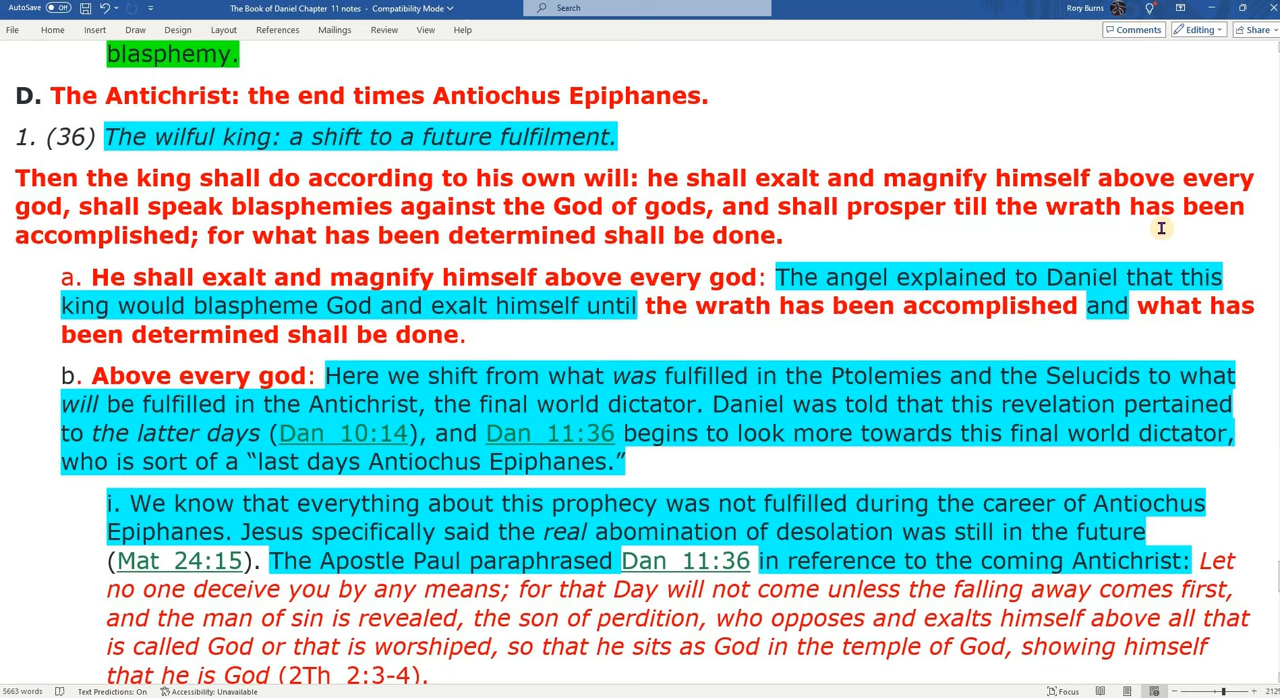 AutoSave Off The Book of Daniel Chapter 11 notes - Compatibility Mode Search Rory Burns
File Home Insert Draw Design Layout References Mailings Review View Help Comments Editing Share
blasphemy.
D. The Antichrist: the end times Antiochus Epiphanes.
1. (36) The wilful king: a shift to a future fulfilment.
Then the king shall do according to his own will: he shall exalt and magnify himself above every
god, shall speak blasphemies against the God of gods, and shall prosper till the wrath has been
accomplished; for what has been determined shall be done.
a. He shall exalt and magnify himself above every god: The angel explained to Daniel that this
king would blaspheme God and exalt himself until the wrath has been accomplished and what has
been determined shall be done.
b. Above every god: Here we shift from what was fulfilled in the Ptolemies and the Selucids to what
will be fulfilled in the Antichrist, the final world dictator. Daniel was told that this revelation pertained
to the latter days (Dan 10:14), and Dan 11:36 begins to look more towards this final world dictator,
who is sort of a “last days Antiochus Epiphanes.”
i. We know that everything about this prophecy was not fulfilled during the career of Antiochus
Epiphanes. Jesus specifically said the real abomination of desolation was still in the future
(Mat 24:15). The Apostle Paul paraphrased Dan 11:36 in reference to the coming Antichrist: Let
no one deceive you by any means; for that Day will not come unless the falling away comes first,
and the man of sin is revealed, the son of perdition, who opposes and exalts himself above all that
is called God or that is worshiped, so that he sits as God in the temple of God, showing himself
that he is God (2Th 2:3-4).
5663 words Text Predictions: On Accessibility: Unavailable Focus